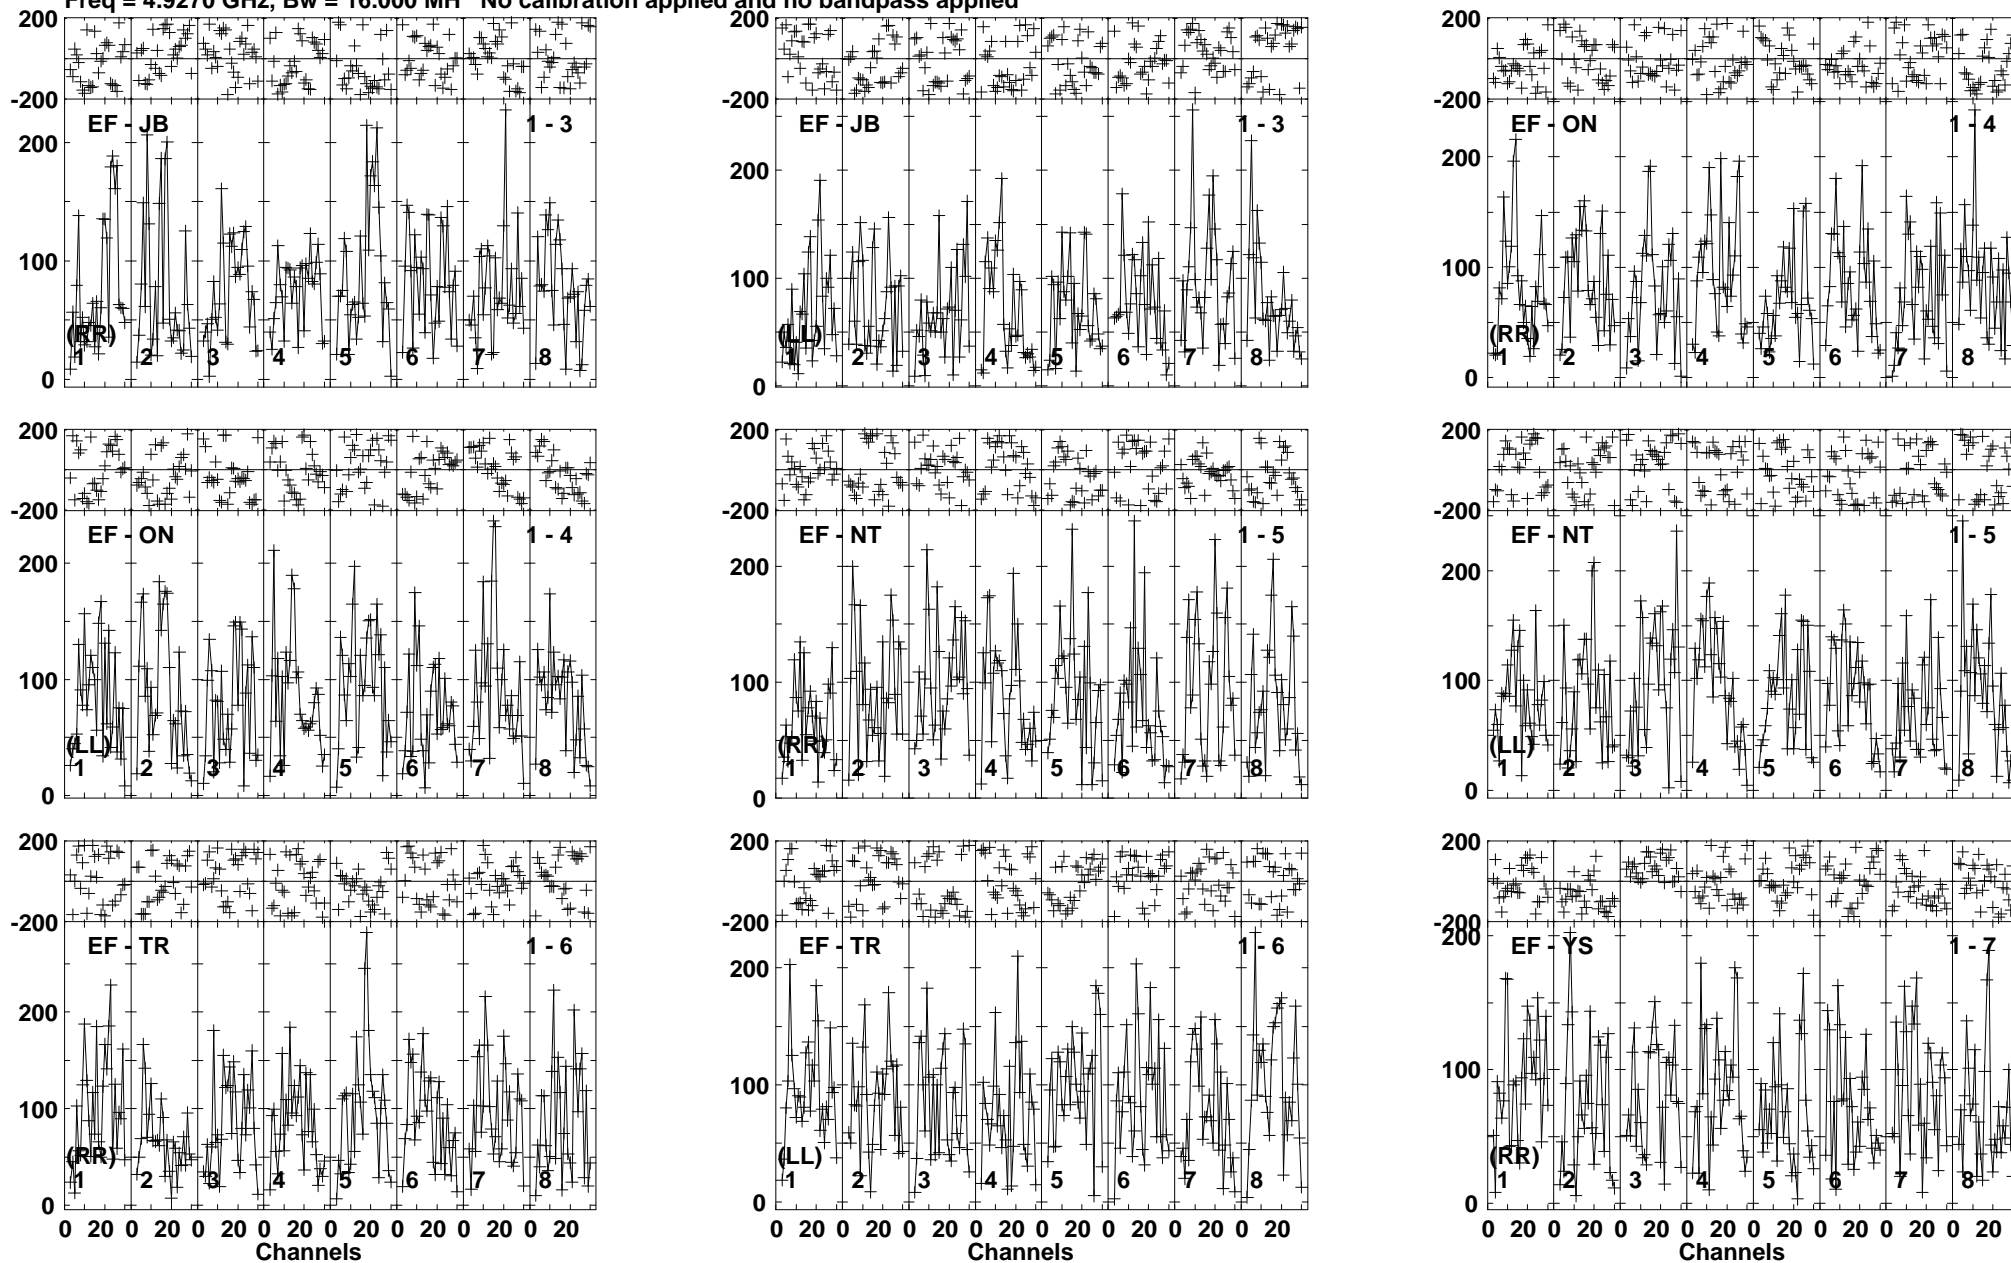 Freq = 4.9270 GHz, Bw = 16.000 MH No calibration applied and no bandpass applied
200 200 200
-200 -200 -200
EF - JB 1 - 3 EF - JB 1 - 3 EF - ON 1 - 4
200 200 200
100 100 100
(RR) (LL) (RR)
1 2 3 4 5 6 7 8 1 2 3 4 5 6 7 8 1 2 3 4 5 6 7 8
0 0 0
200 200 200
-200 -200 -200
EF - ON 1 - 4 EF - NT 1 - 5 EF - NT 1 - 5
200 200 200
100 100 100
(LL) (RR) (LL)
1 2 3 4 5 6 7 8 1 2 3 4 5 6 7 8 1 2 3 4 5 6 7 8
0 0 0
200 200 200
-200 -200 -200
EF - TR 1 - 6 EF - TR 1 - 6 EF - YS 1 - 7
200 200 200
100 100 100
(RR) (LL) (RR)
1 2 3 4 5 6 7 8 1 2 3 4 5 6 7 8 1 2 3 4 5 6 7 8
0 0 0
0 20 0 20 0 20 0 20 0 20 0 20 0 20 0 20 0 20 0 20 0 20 0 20 0 20 0 20 0 20 0 20 0 20 0 20 0 20 0 20 0 20 0 20 0 20 0 20
Channels Channels Channels